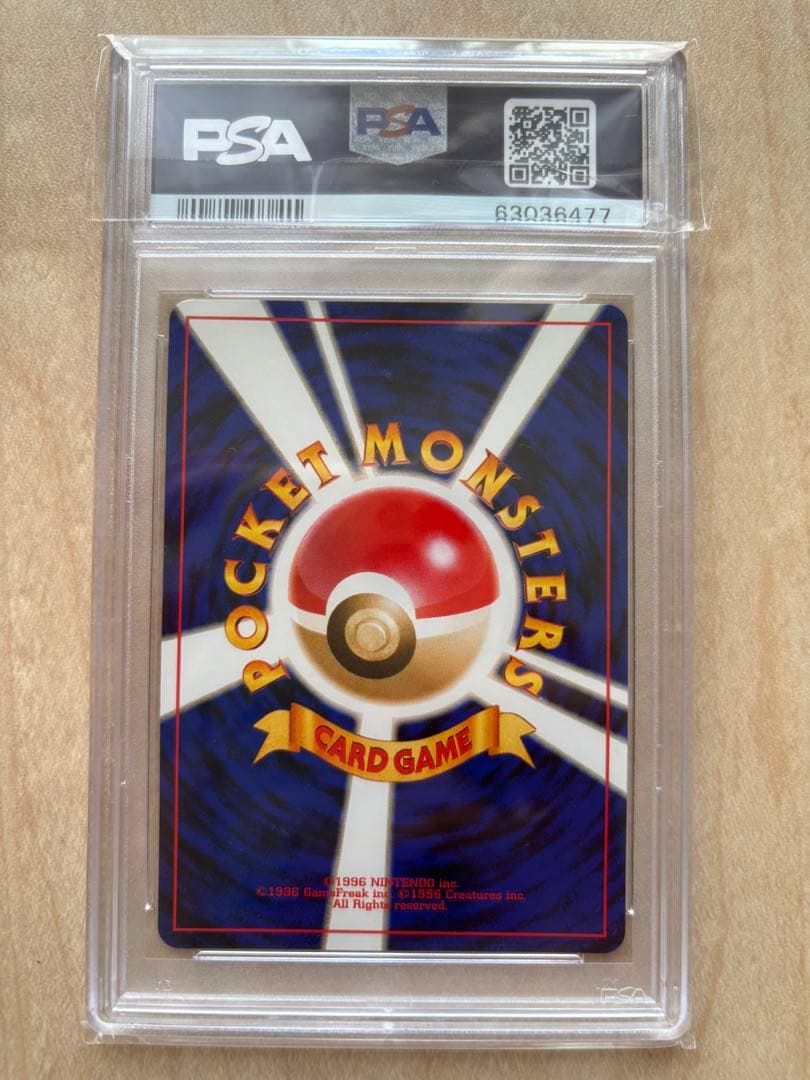 PSA
PSA
63036477
POCKET MONSTERS
CARD GAME
©1996 NINTENDO inc.
©1996 GameFreak inc. ©1996 Creatures inc.
All Rights reserved.
PSA